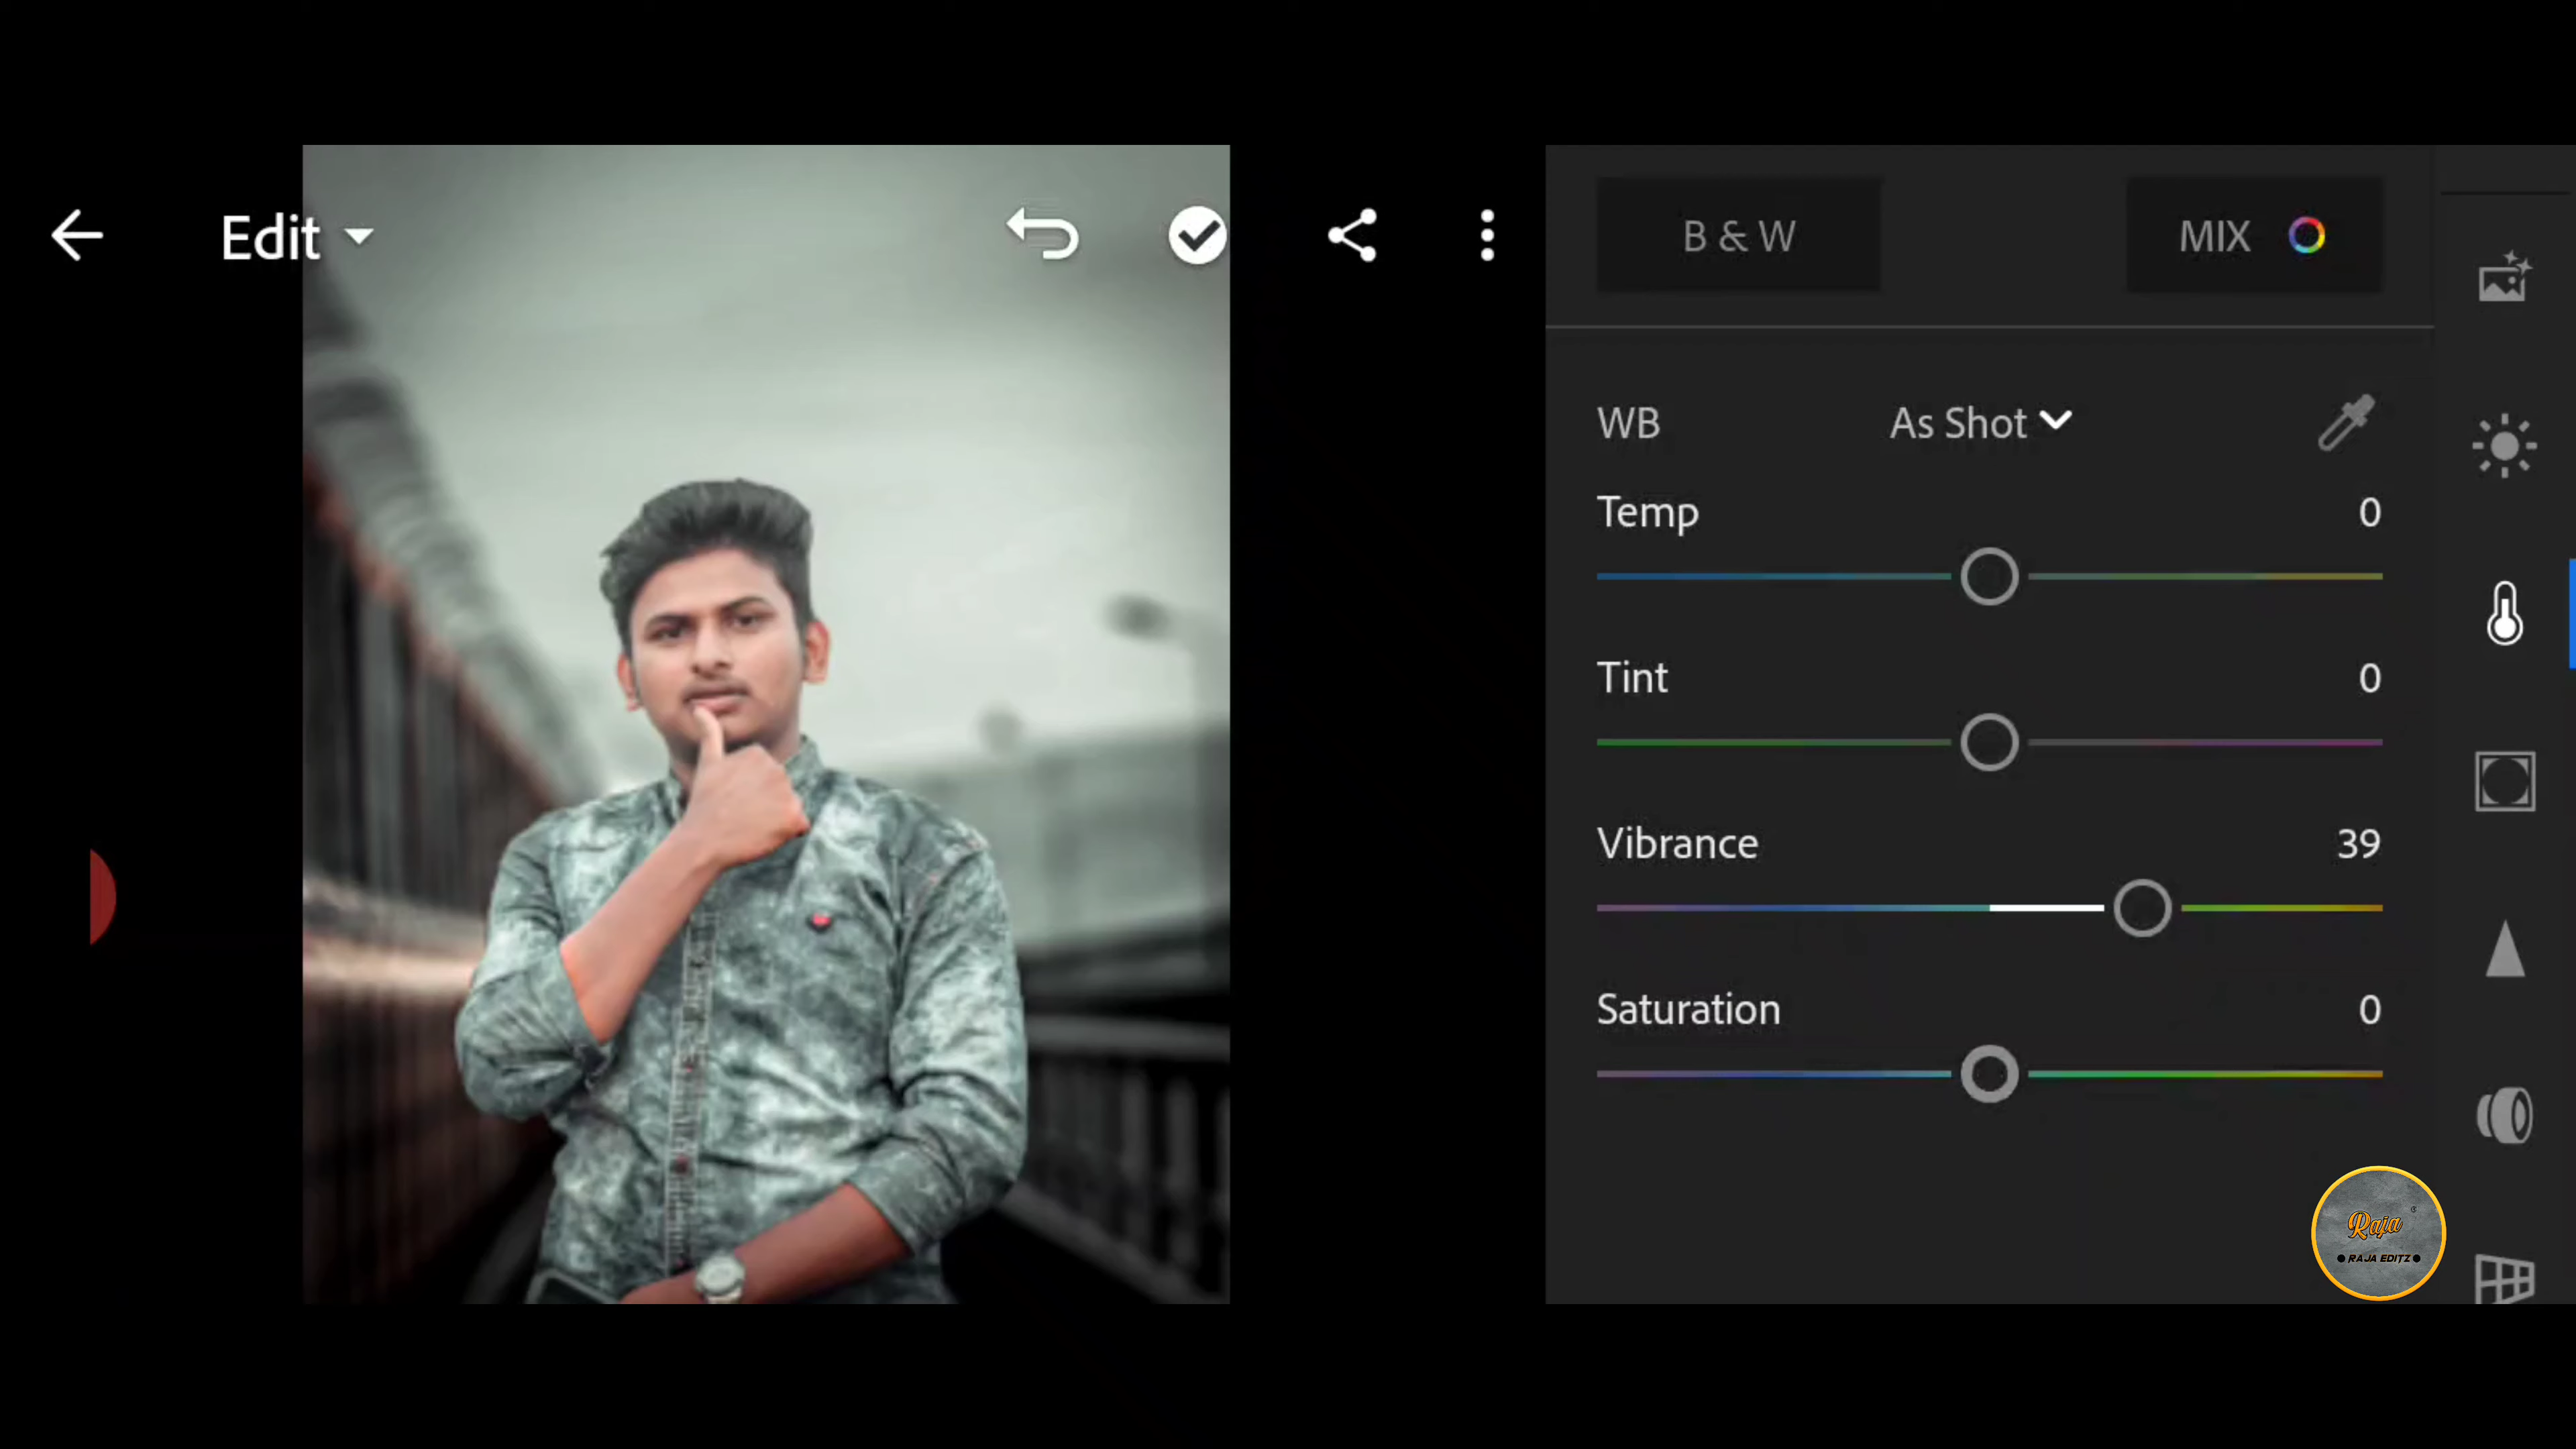 Edit
B & W
MIX
WB
As Shot
Temp
0
Tint
0
Vibrance
39
Saturation
0
Raja
RAJA EDITZ